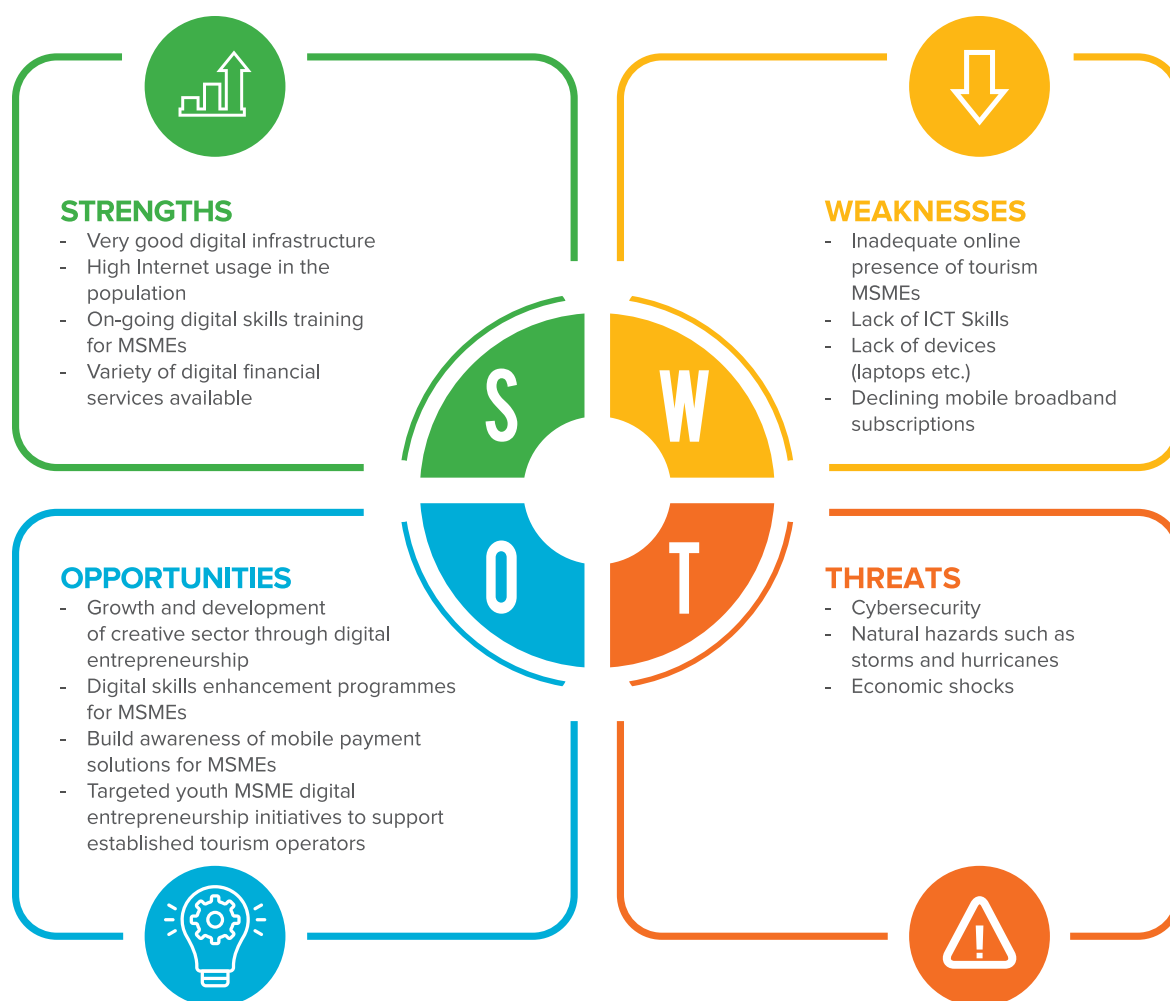 STRENGTHS
- Very good digital infrastructure
- High Internet usage in the
population
- On-going digital skills training
for MSMEs
- Variety of digital financial
services available
WEAKNESSES
- Inadequate online
presence of tourism
MSMEs
- Lack of ICT Skills
- Lack of devices
(laptops etc.)
- Declining mobile broadband
subscriptions
S
W
O
T
OPPORTUNITIES
- Growth and development
of creative sector through digital
entrepreneurship
- Digital skills enhancement programmes
for MSMEs
- Build awareness of mobile payment
solutions for MSMEs
- Targeted youth MSME digital
entrepreneurship initiatives to support
established tourism operators
THREATS
- Cybersecurity
- Natural hazards such as
storms and hurricanes
- Economic shocks